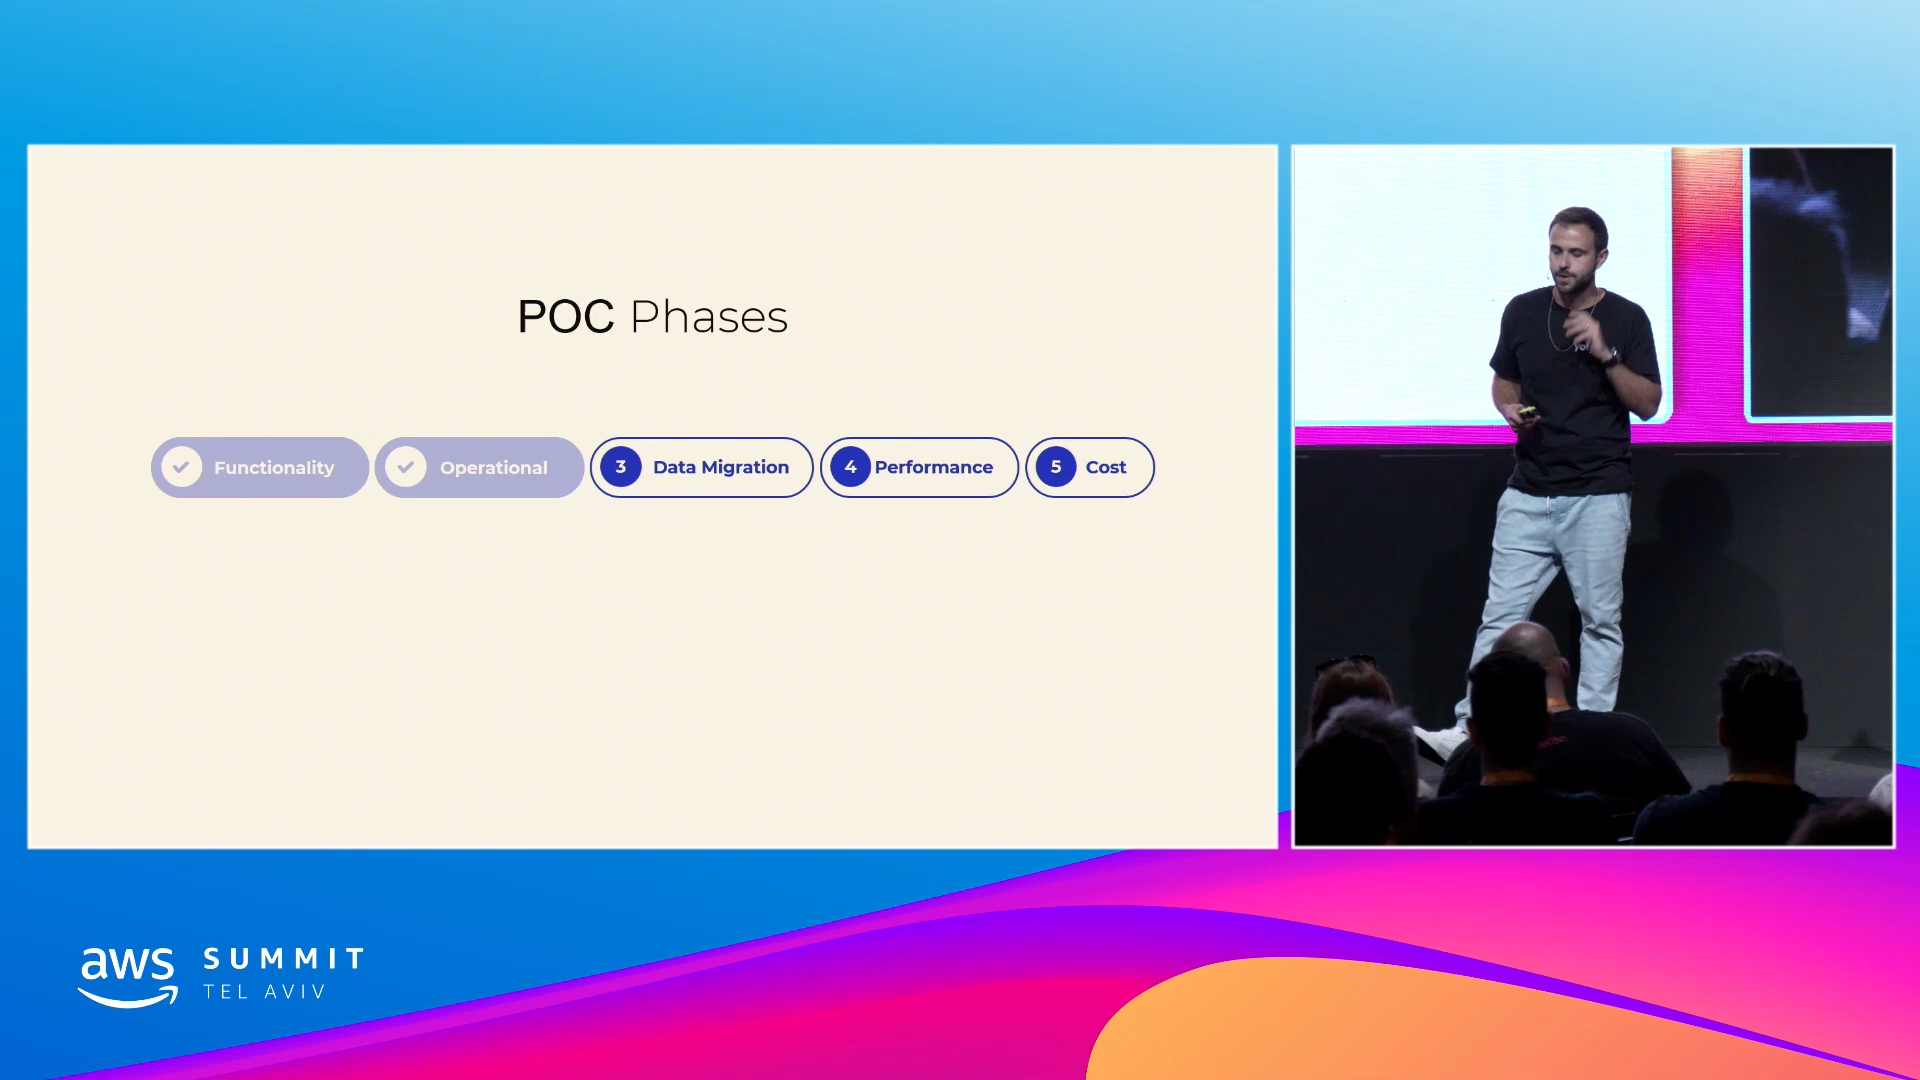 POC Phases
Functionality
Operational
3 Data Migration
4 Performance
5 Cost
aws SUMMIT
TEL AVIV